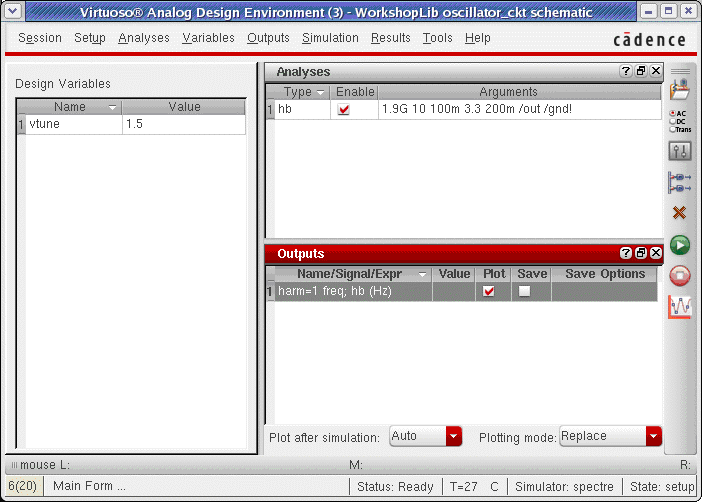 Virtuoso® Analog Design Environment (3) - WorkshopLib oscillator_ckt schematic
Session Setup Analyses Variables Outputs Simulation Results Tools Help
cādence
Design Variables
Name Value
1 vtune 1.5
Analyses
Type Enable Arguments
1 hb 1.9G 10 100m 3.3 200m /out /gnd!
AC
DC
Trans
Outputs
Name/Signal/Expr Value Plot Save Save Options
1 harm=1 freq; hb (Hz)
Plot after simulation: Auto Plotting mode: Replace
mouse L: M: R:
6(20) Main Form ... Status: Ready T=27 C Simulator: spectre State: setup